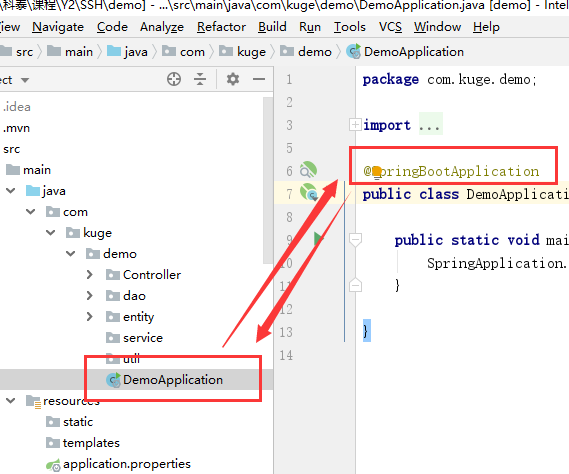 \科泰\课程\Y2\SSH\demo] - ...\src\main\java\com\kuge\demo\DemoApplication.java [demo] - Intel
View Navigate Code Analyze Refactor Build Run Tools VCS Window Help
src main java com kuge demo DemoApplication
ect
.idea
.mvn
src
main
java
com
kuge
demo
Controller
dao
entity
service
util
DemoApplication
resources
static
templates
application.properties
1 package com.kuge.demo;
2
3 import ...
5
6 @SpringBootApplication
7 public class DemoApplicati
8
9 public static void mai
10 SpringApplication.
11 }
12
13 }
14